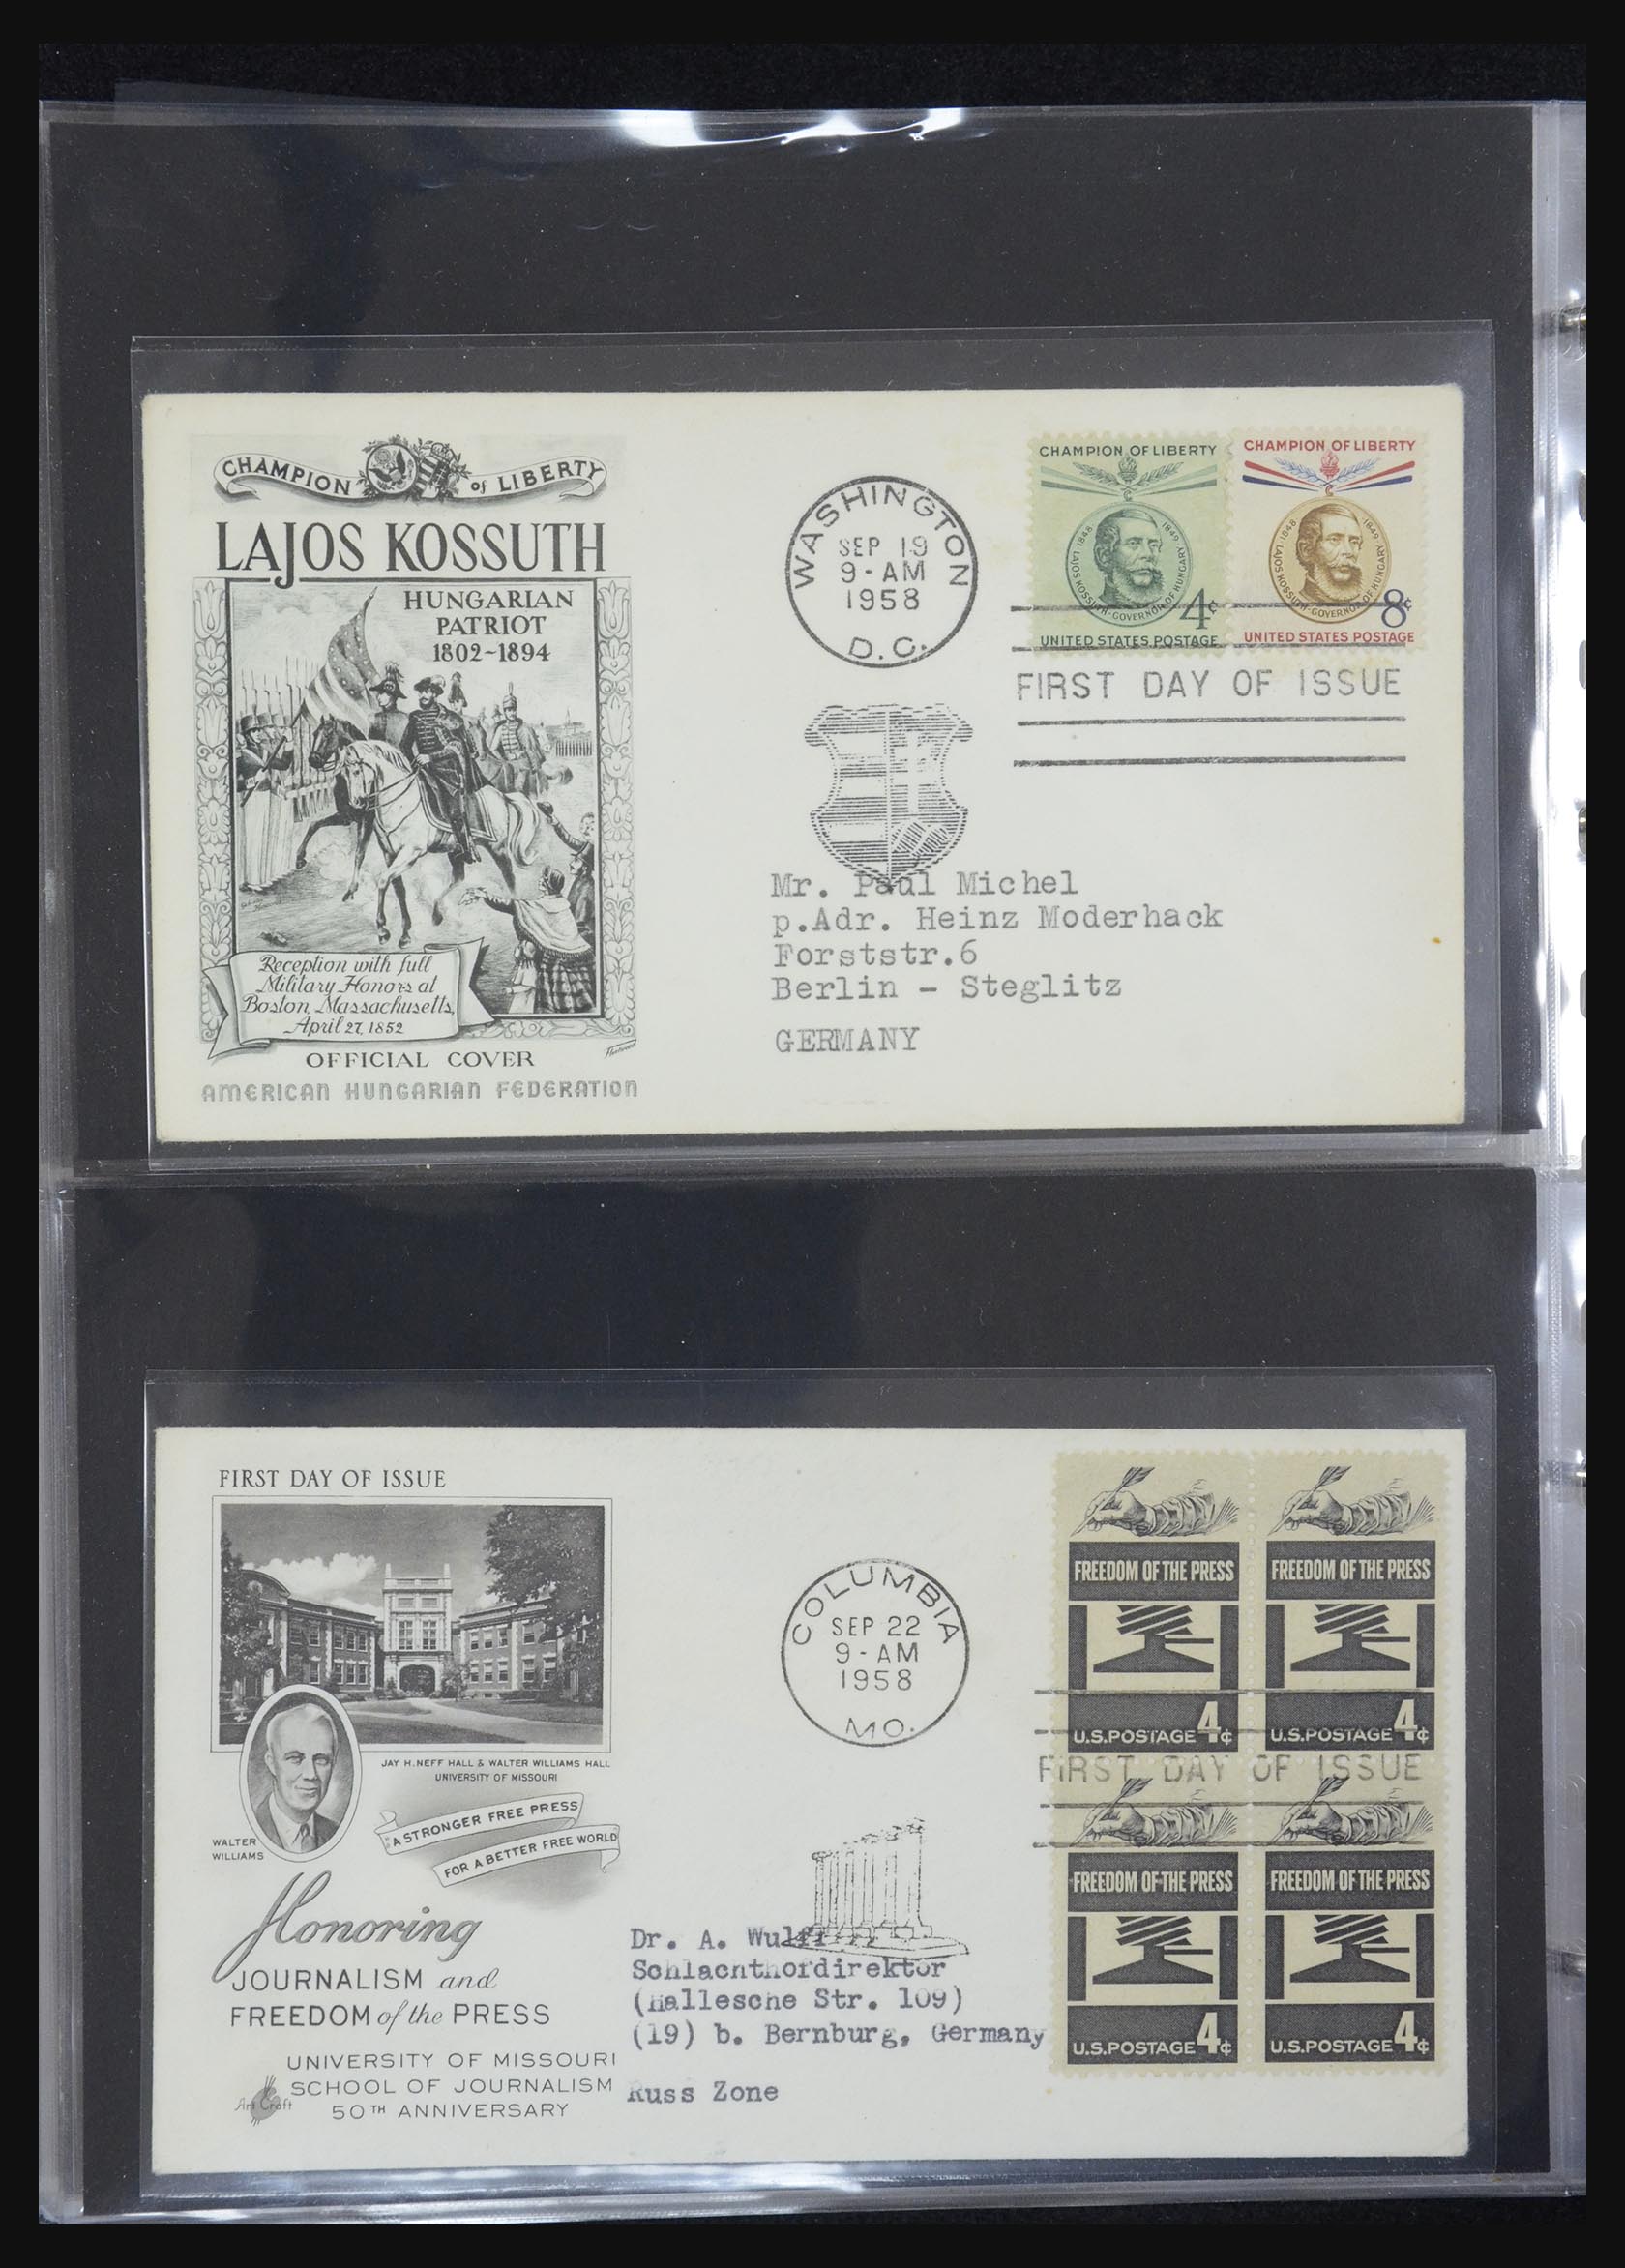 CHAMPION of LIBERTY
LAJOS KOSSUTH
HUNGARIAN
PATRIOT
1802~1894
Reception with full
Military Honors at
Boston, Massachusetts,
April 27, 1852
OFFICIAL COVER
AMERICAN HUNGARIAN FEDERATION
WASHINGTON
SEP 19
9-AM
1958
D.C.
CHAMPION OF LIBERTY
1848 1849
LAJOS KOSSUTH·GOVERNOR OF HUNGARY
4¢
UNITED STATES POSTAGE
CHAMPION OF LIBERTY
1848 1849
LAJOS KOSSUTH·GOVERNOR OF HUNGARY
8¢
UNITED STATES POSTAGE
FIRST DAY OF ISSUE
Mr. Paul Michel
p.Adr. Heinz Moderhack
Forststr.6
Berlin - Steglitz
GERMANY
FIRST DAY OF ISSUE
JAY H. NEFF HALL & WALTER WILLIAMS HALL
UNIVERSITY OF MISSOURI
WALTER
WILLIAMS
A STRONGER FREE PRESS
FOR A BETTER FREE WORLD
Honoring
JOURNALISM and
FREEDOM of the PRESS
UNIVERSITY OF MISSOURI
SCHOOL OF JOURNALISM
50TH ANNIVERSARY
Art Craft
COLUMBIA
SEP 22
9-AM
1958
MO.
FREEDOM OF THE PRESS
U.S.POSTAGE 4¢
FREEDOM OF THE PRESS
U.S.POSTAGE 4¢
FIRST DAY OF ISSUE
FREEDOM OF THE PRESS
U.S.POSTAGE 4¢
FREEDOM OF THE PRESS
U.S.POSTAGE 4¢
Dr. A. Wulff
Schlachthofdirektor
(Hallesche Str. 109)
(19) b. Bernburg, Germany
Russ Zone